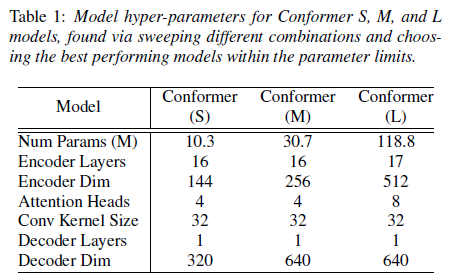 Table 1: Model hyper-parameters for Conformer S, M, and L
models, found via sweeping different combinations and choos-
ing the best performing models within the parameter limits.
Model Conformer (S) Conformer (M) Conformer (L)
Num Params (M) 10.3 30.7 118.8
Encoder Layers 16 16 17
Encoder Dim 144 256 512
Attention Heads 4 4 8
Conv Kernel Size 32 32 32
Decoder Layers 1 1 1
Decoder Dim 320 640 640